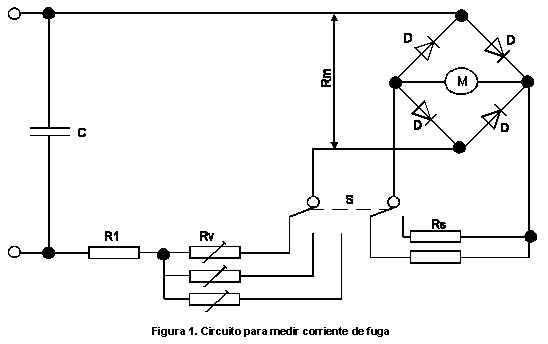 D
D
M
D
D
Rm
C
S
R1
Rv
Rs
Figura 1. Circuito para medir corriente de fuga